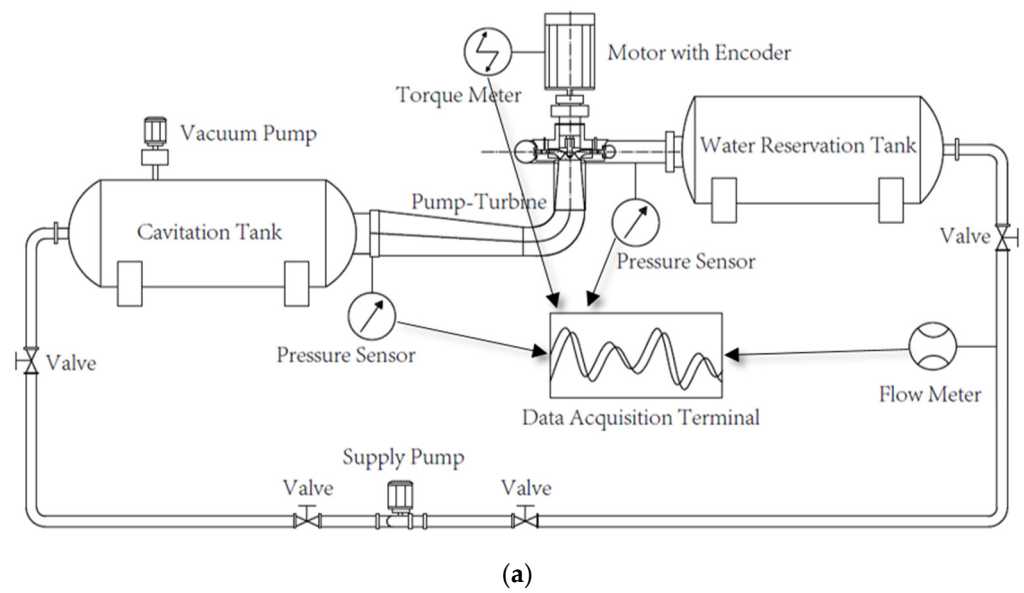 Motor with Encoder
Torque Meter
Vacuum Pump
Water Reservation Tank
Pump-Turbine
Cavitation Tank
Valve
Pressure Sensor
Pressure Sensor
Valve
Flow Meter
Data Acquisition Terminal
Supply Pump
Valve
Valve
(a)